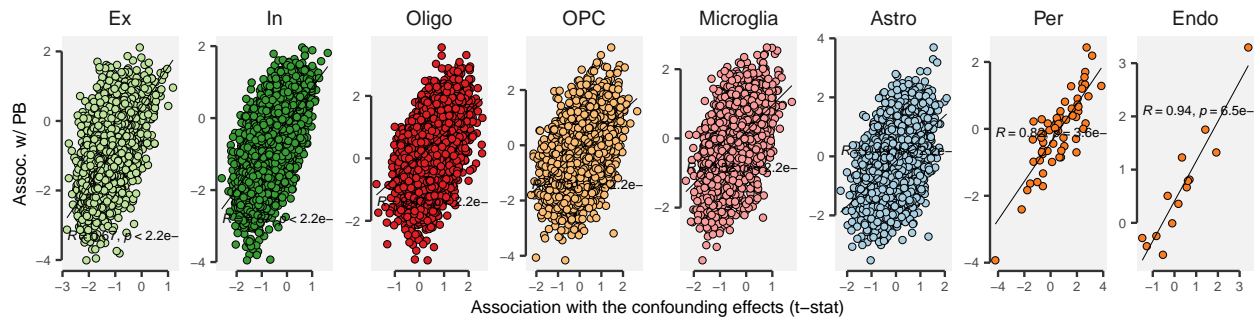 Ex In Oligo OPC Microglia Astro Per Endo
Assoc. w/ PB
2 0 −2 −4
2 0 −2 −4
2 0 −2
2 0 −2 −4
2 0 −2
4 2 0 −2
2 0 −2 −4
3 2 1 0
R = 0.94, p = 6.5e−
p < 2.2e−
p < 2.2e−
2.2e−
.2e−
.2e−
−3 −2 −1 0 1
−2 −1 0 1
−2 −1 0 1 2
−2 −1 0 1 2
−2 −1 0 1
−2 −1 0 1 2
−4 −2 0 2 4
−1 0 1 2 3
Association with the confounding effects (t−stat)